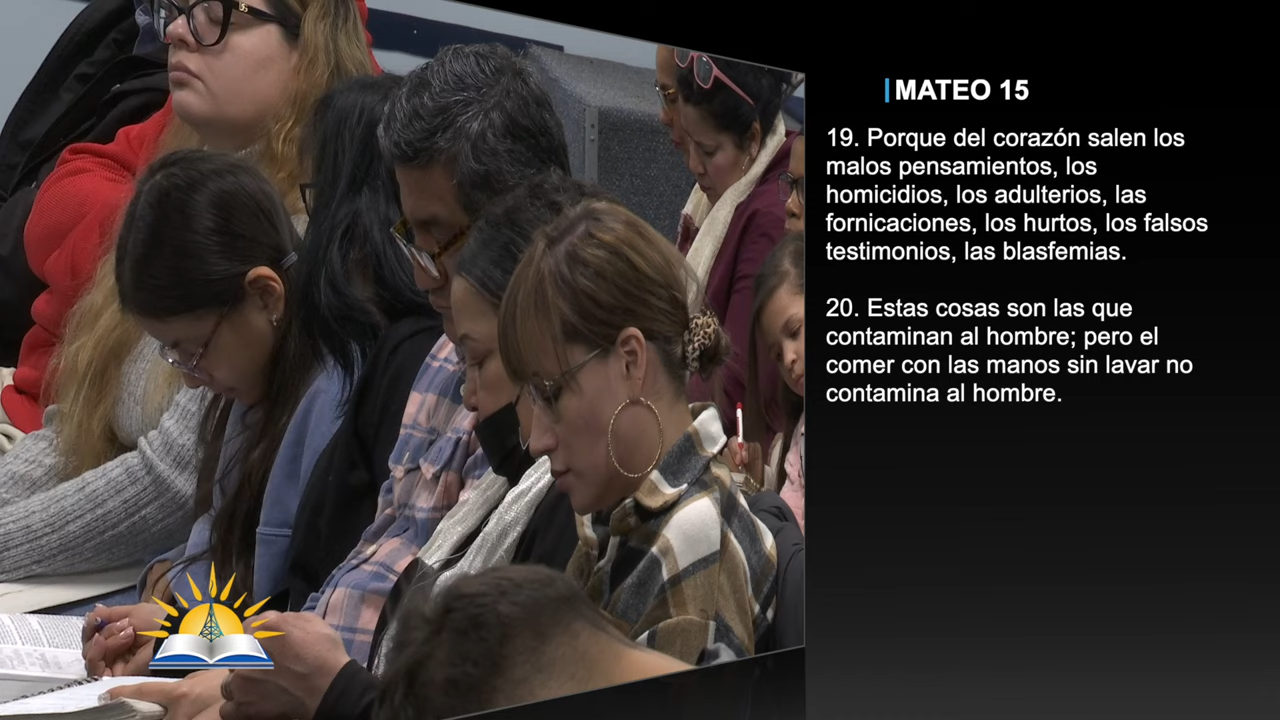 MATEO 15
19. Porque del corazón salen los
malos pensamientos, los
homicidios, los adulterios, las
fornicaciones, los hurtos, los falsos
testimonios, las blasfemias.
20. Estas cosas son las que
contaminan al hombre; pero el
comer con las manos sin lavar no
contamina al hombre.